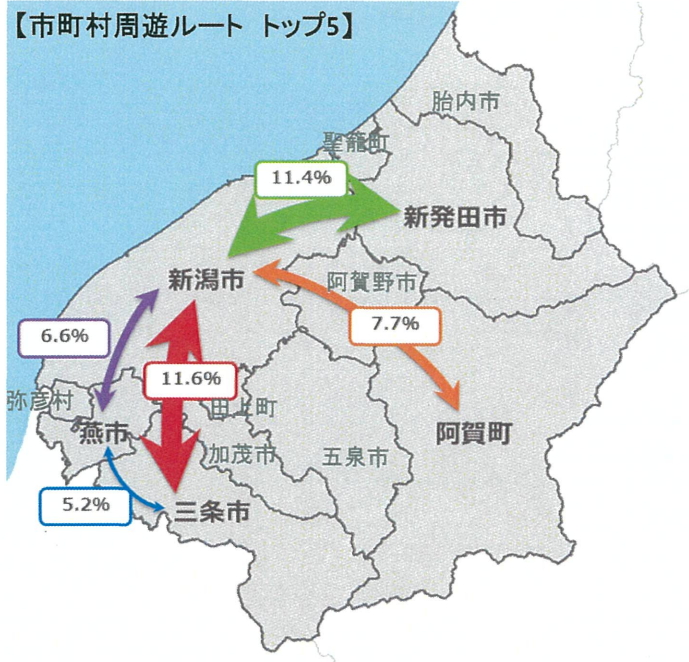 【市町村周遊ルート トップ5】
胎内市
聖籠町
11.4%
新発田市
新潟市
阿賀野市
7.7%
6.6%
11.6%
弥彦村
田上町
燕市
阿賀町
加茂市
五泉市
5.2%
三条市